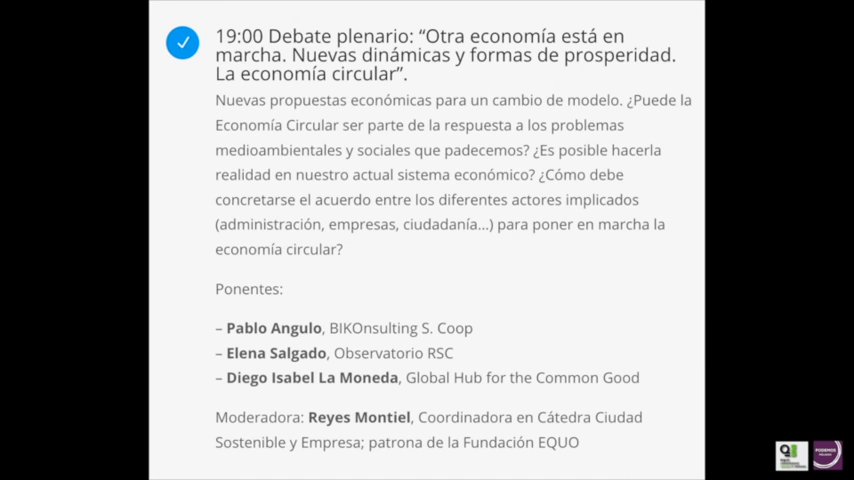 19:00 Debate plenario: “Otra economía está en
marcha. Nuevas dinámicas y formas de prosperidad.
La economía circular”.
Nuevas propuestas económicas para un cambio de modelo. ¿Puede la
Economía Circular ser parte de la respuesta a los problemas
medioambientales y sociales que padecemos? ¿Es posible hacerla
realidad en nuestro actual sistema económico? ¿Cómo debe
concretarse el acuerdo entre los diferentes actores implicados
(administración, empresas, ciudadanía...) para poner en marcha la
economía circular?
Ponentes:
– Pablo Angulo, BIKOnsulting S. Coop
– Elena Salgado, Observatorio RSC
– Diego Isabel La Moneda, Global Hub for the Common Good
Moderadora: Reyes Montiel, Coordinadora en Cátedra Ciudad
Sostenible y Empresa; patrona de la Fundación EQUO
PODEMOS